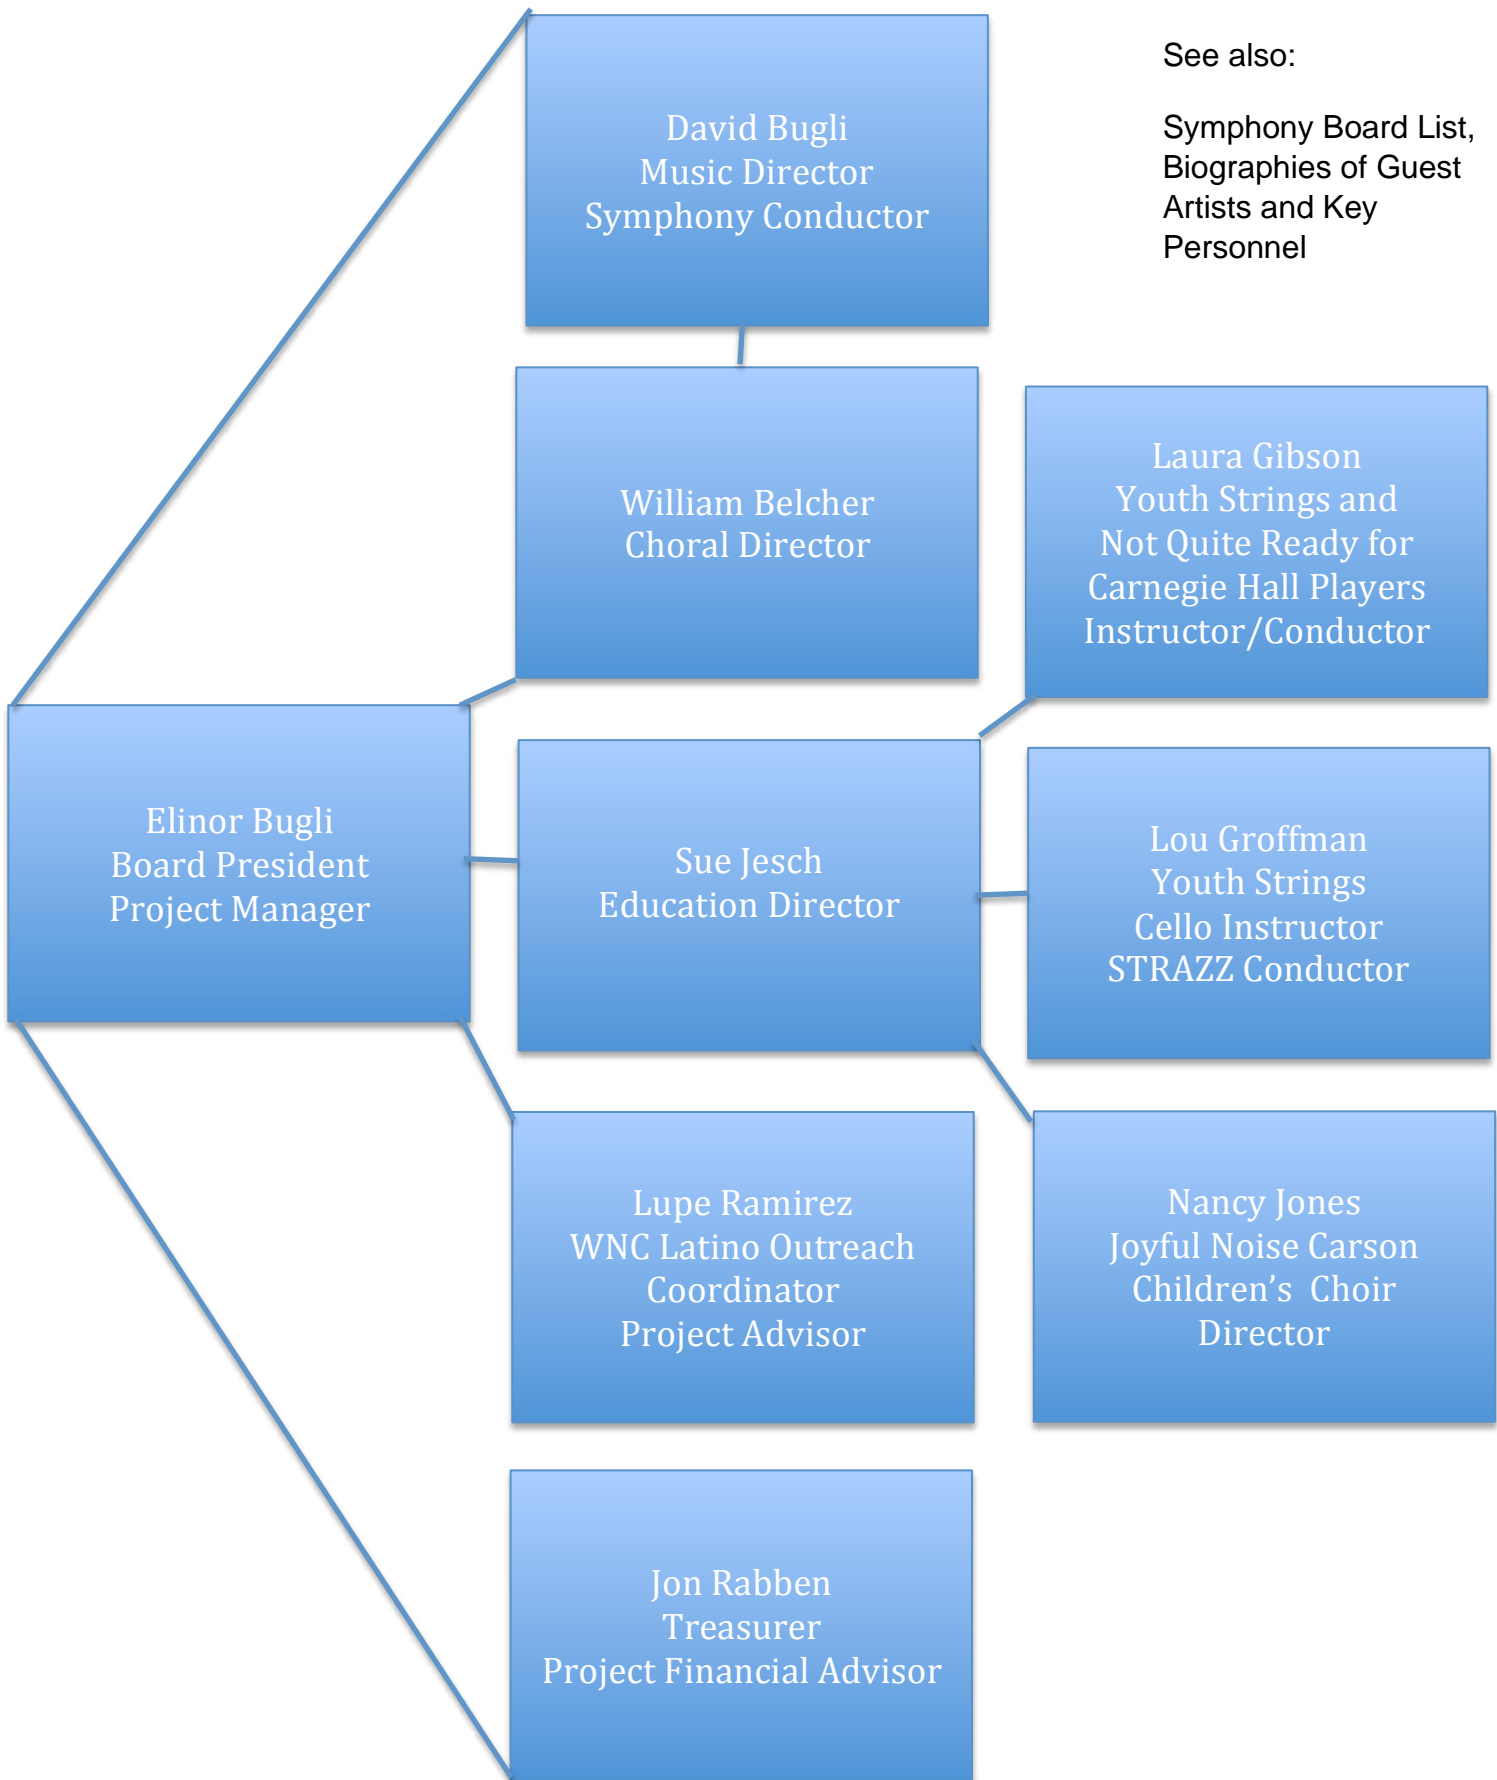 David Bugli
Music Director
Symphony Conductor
See also:
Symphony Board List,
Biographies of Guest
Artists and Key
Personnel
William Belcher
Choral Director
Laura Gibson
Youth Strings and
Not Quite Ready for
Carnegie Hall Players
Instructor/Conductor
Elinor Bugli
Board President
Project Manager
Sue Jesch
Education Director
Lou Groffman
Youth Strings
Cello Instructor
STRAZZ Conductor
Lupe Ramirez
WNC Latino Outreach
Coordinator
Project Advisor
Nancy Jones
Joyful Noise Carson
Children’s  Choir
Director
Jon Rabben
Treasurer
Project Financial Advisor